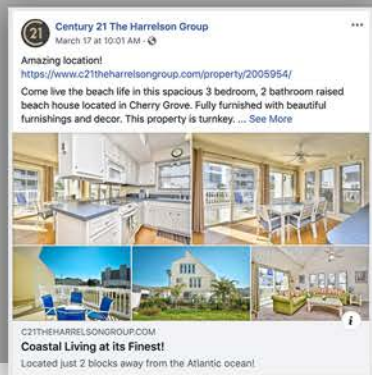 21
Century 21 The Harrelson Group
March 17 at 10:01 AM ·
Amazing location!
https://www.c21theharrelsongroup.com/property/2005954/
Come live the beach life in this spacious 3 bedroom, 2 bathroom raised
beach house located in Cherry Grove. Fully furnished with beautiful
furnishings and decor. This property is turnkey. ... See More
i
C21THEHARRELSONGROUP.COM
Coastal Living at its Finest!
Located just 2 blocks away from the Atlantic ocean!